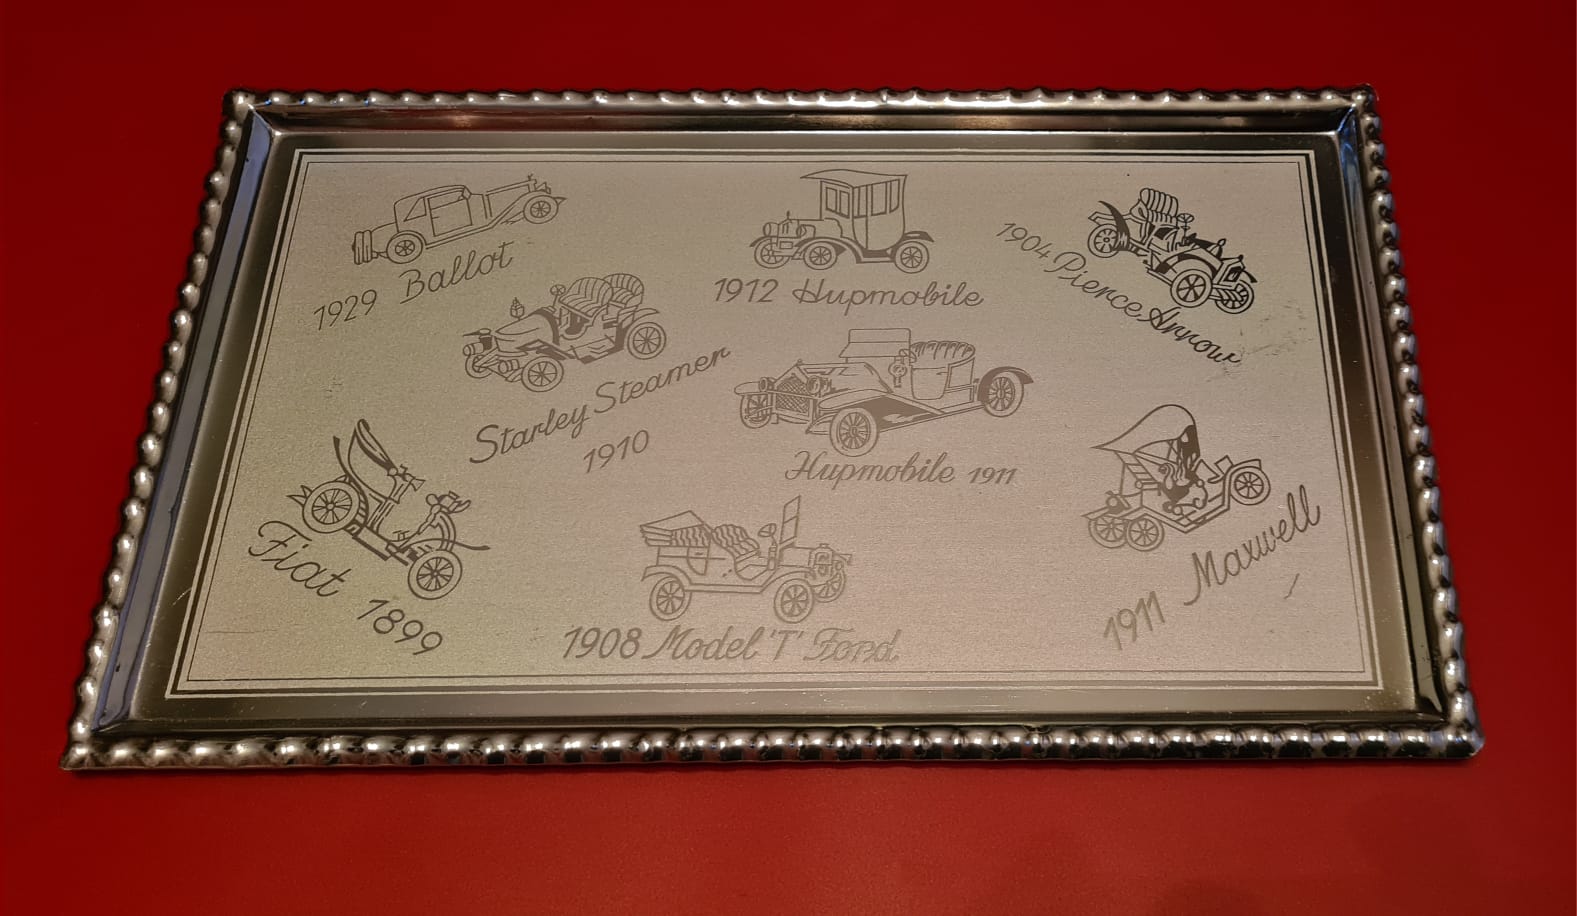 1929 Ballot
1912 Hupmobile
1904 Pierce Arrow
Starley Steamer
1910
Hupmobile 1911
Fiat 1899
1908 Model 'T' Ford
1911 Maxwell